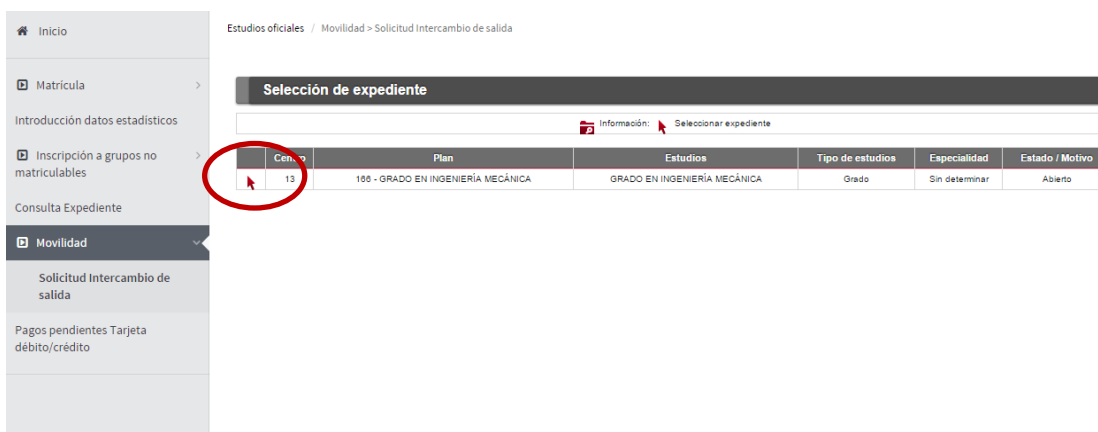 Inicio
Estudios oficiales / Movilidad > Solicitud Intercambio de salida
Matrícula
Introducción datos estadísticos
Inscripción a grupos no
matriculables
Consulta Expediente
Movilidad
Solicitud Intercambio de
salida
Pagos pendientes Tarjeta
débito/crédito
Selección de expediente
Información: Seleccionar expediente
Centro Plan Estudios Tipo de estudios Especialidad Estado / Motivo
13 166 - GRADO EN INGENIERÍA MECÁNICA GRADO EN INGENIERÍA MECÁNICA Grado Sin determinar Abierto